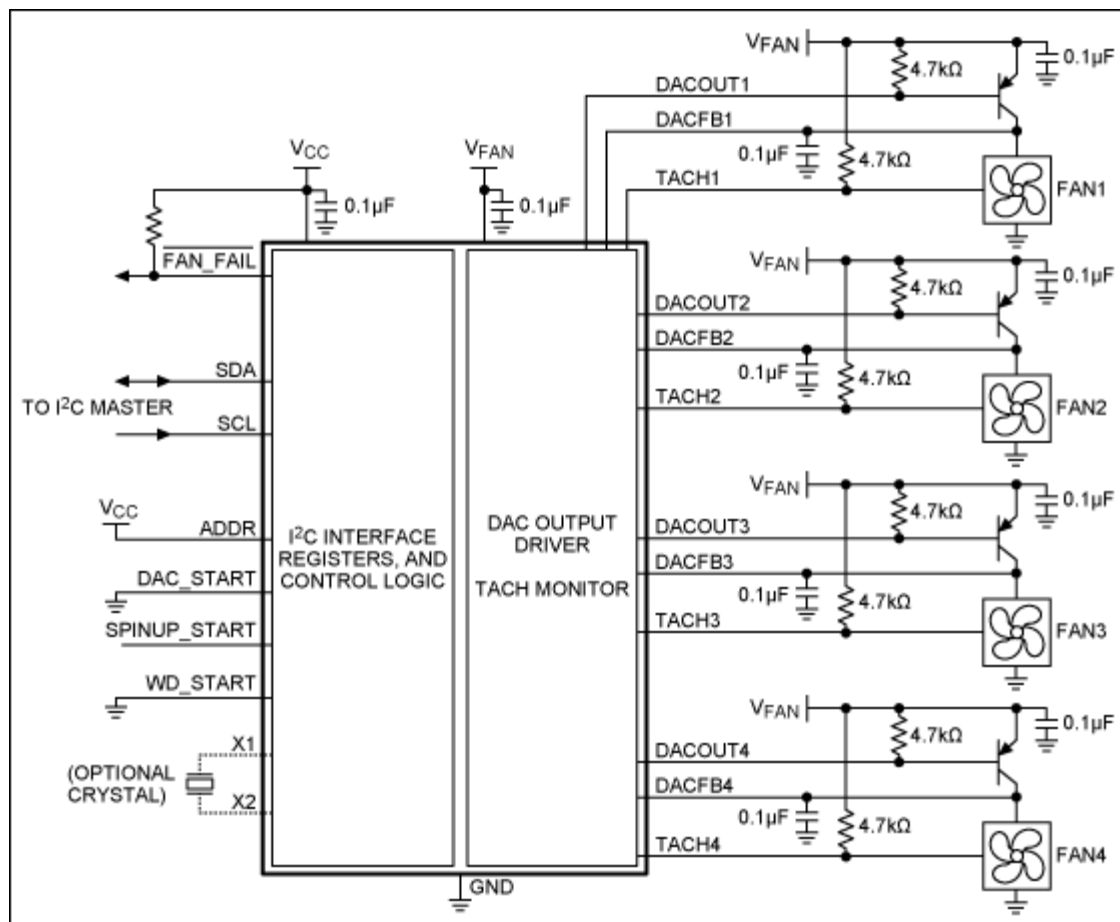 VFAN
0.1µF
4.7kΩ
DACOUT1
DACFB1
0.1µF
4.7kΩ
TACH1
FAN1
VCC
0.1µF
VFAN
0.1µF
FAN_FAIL
VFAN
0.1µF
4.7kΩ
DACOUT2
DACFB2
0.1µF
4.7kΩ
TACH2
FAN2
SDA
TO I²C MASTER
SCL
VCC
ADDR
DAC_START
SPINUP_START
WD_START
X1
(OPTIONAL
CRYSTAL)
X2
I²C INTERFACE
REGISTERS, AND
CONTROL LOGIC
DAC OUTPUT
DRIVER
TACH MONITOR
VFAN
0.1µF
4.7kΩ
DACOUT3
DACFB3
0.1µF
4.7kΩ
TACH3
FAN3
VFAN
0.1µF
4.7kΩ
DACOUT4
DACFB4
0.1µF
4.7kΩ
TACH4
FAN4
GND